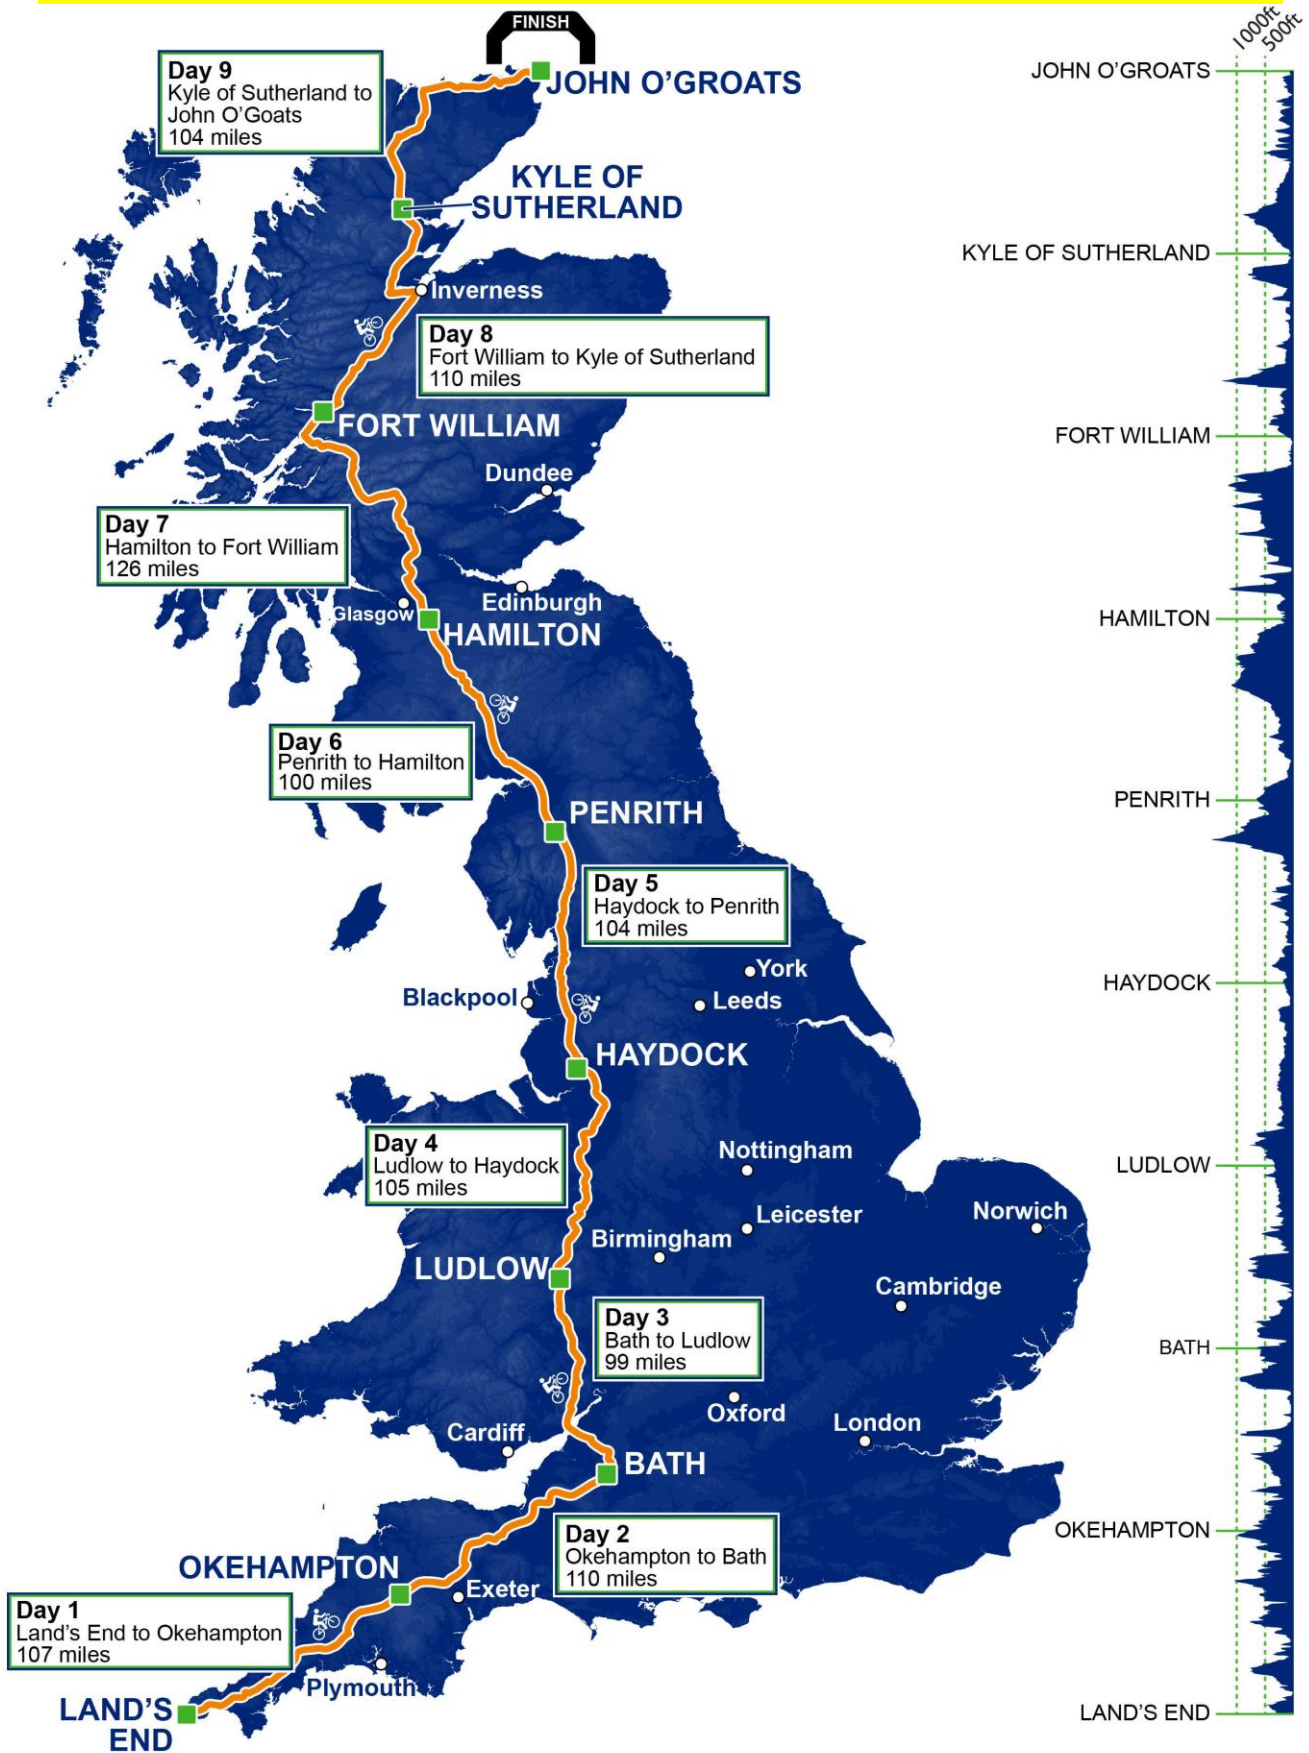 FINISH
1000ft
500ft
Day 9
Kyle of Sutherland to
John O'Goats
104 miles
JOHN O'GROATS
JOHN O'GROATS
KYLE OF
SUTHERLAND
KYLE OF SUTHERLAND
Inverness
Day 8
Fort William to Kyle of Sutherland
110 miles
FORT WILLIAM
FORT WILLIAM
Dundee
Day 7
Hamilton to Fort William
126 miles
Glasgow
Edinburgh
HAMILTON
HAMILTON
Day 6
Penrith to Hamilton
100 miles
PENRITH
PENRITH
Day 5
Haydock to Penrith
104 miles
York
Blackpool
Leeds
HAYDOCK
HAYDOCK
Day 4
Ludlow to Haydock
105 miles
Nottingham
LUDLOW
Leicester
Norwich
Birmingham
LUDLOW
Cambridge
Day 3
Bath to Ludlow
99 miles
BATH
Oxford
London
Cardiff
BATH
Day 2
Okehampton to Bath
110 miles
OKEHAMPTON
OKEHAMPTON
Exeter
Day 1
Land's End to Okehampton
107 miles
Plymouth
LAND'S
END
LAND'S END